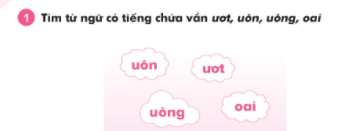 1 Tìm từ ngữ có tiếng chứa vần ươt, uôn, uông, oai
uôn
ươt
uông
oai